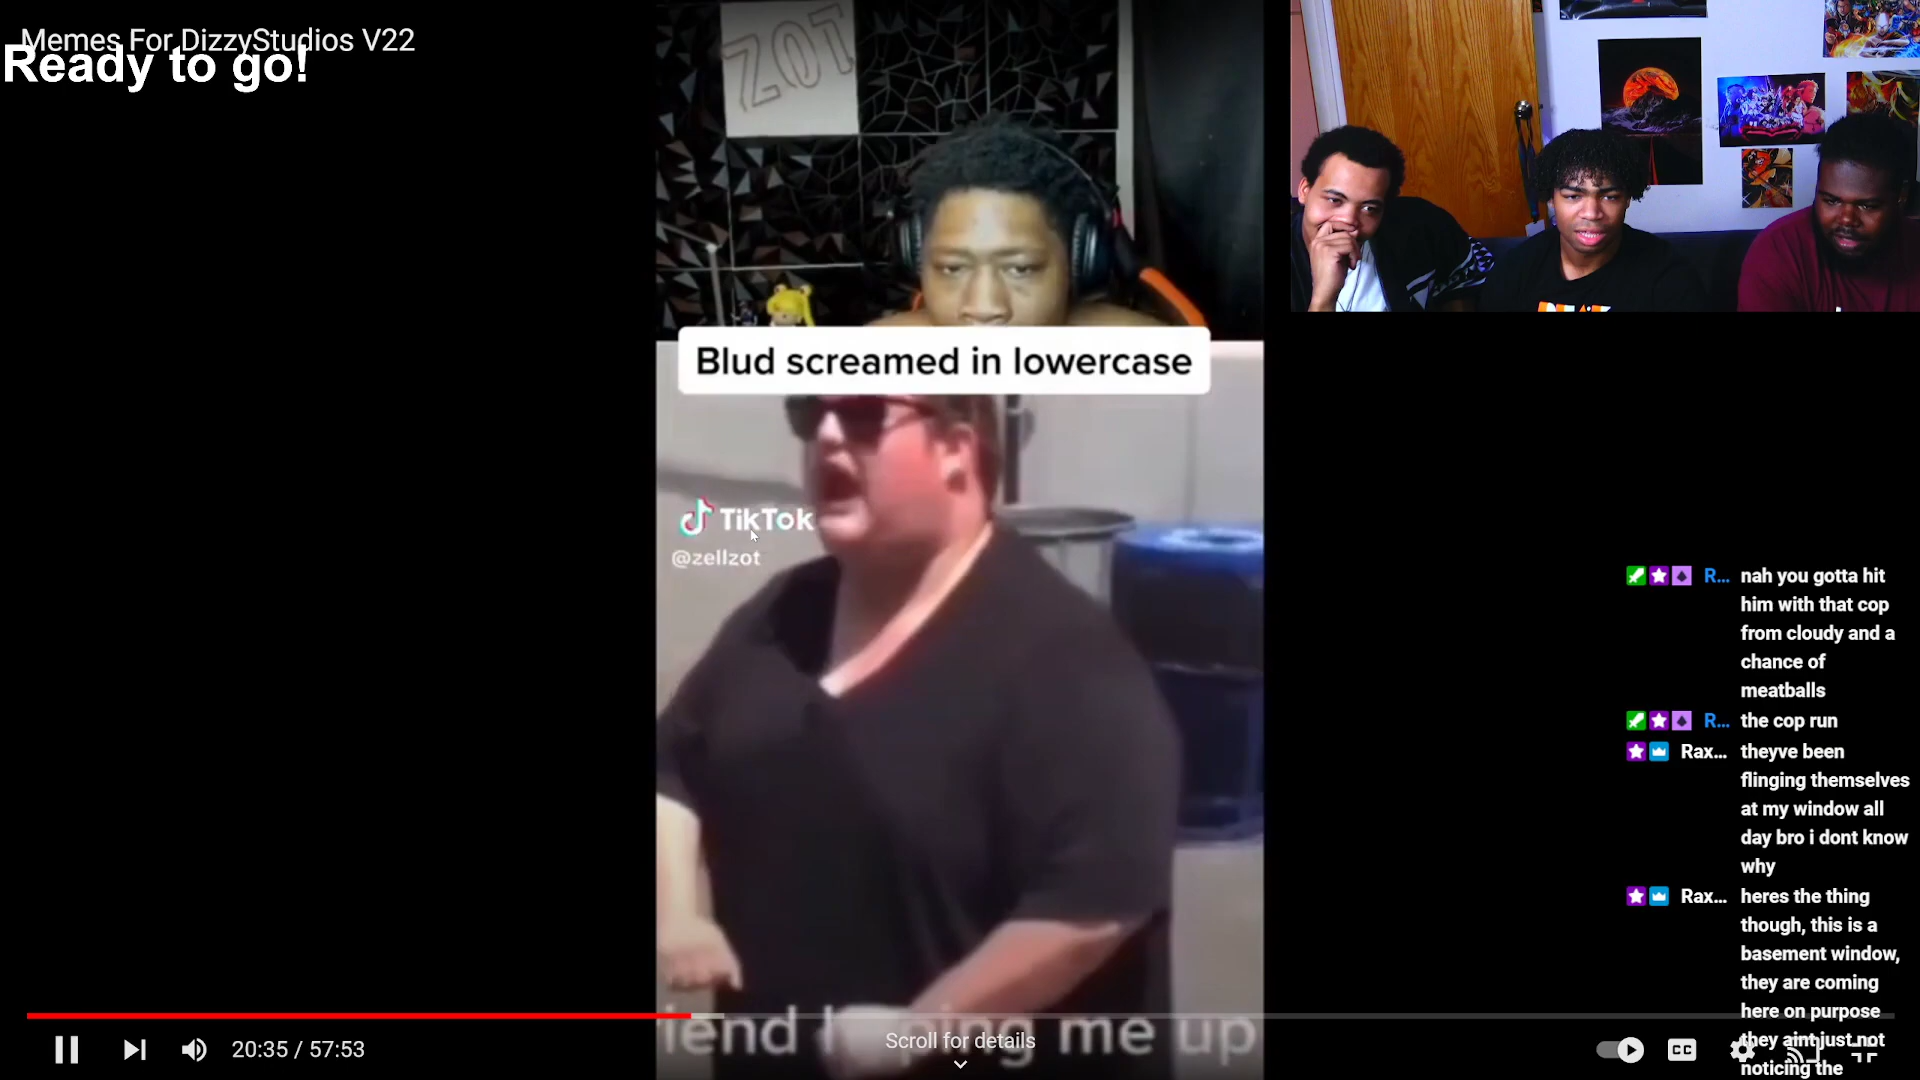 Memes For DizzyStudios V22
Ready to go!
ZOT
Blud screamed in lowercase
TikTok
@zellzot
me up
Scroll for details
20:35 / 57:53
CC
R... nah you gotta hit
him with that cop
from cloudy and a
chance of
meatballs
R... the cop run
Rax... theyve been
flinging themselves
at my window all
day bro i dont know
why
Rax... heres the thing
though, this is a
basement window,
they are coming
here on purpose
they aint just not
noticing the